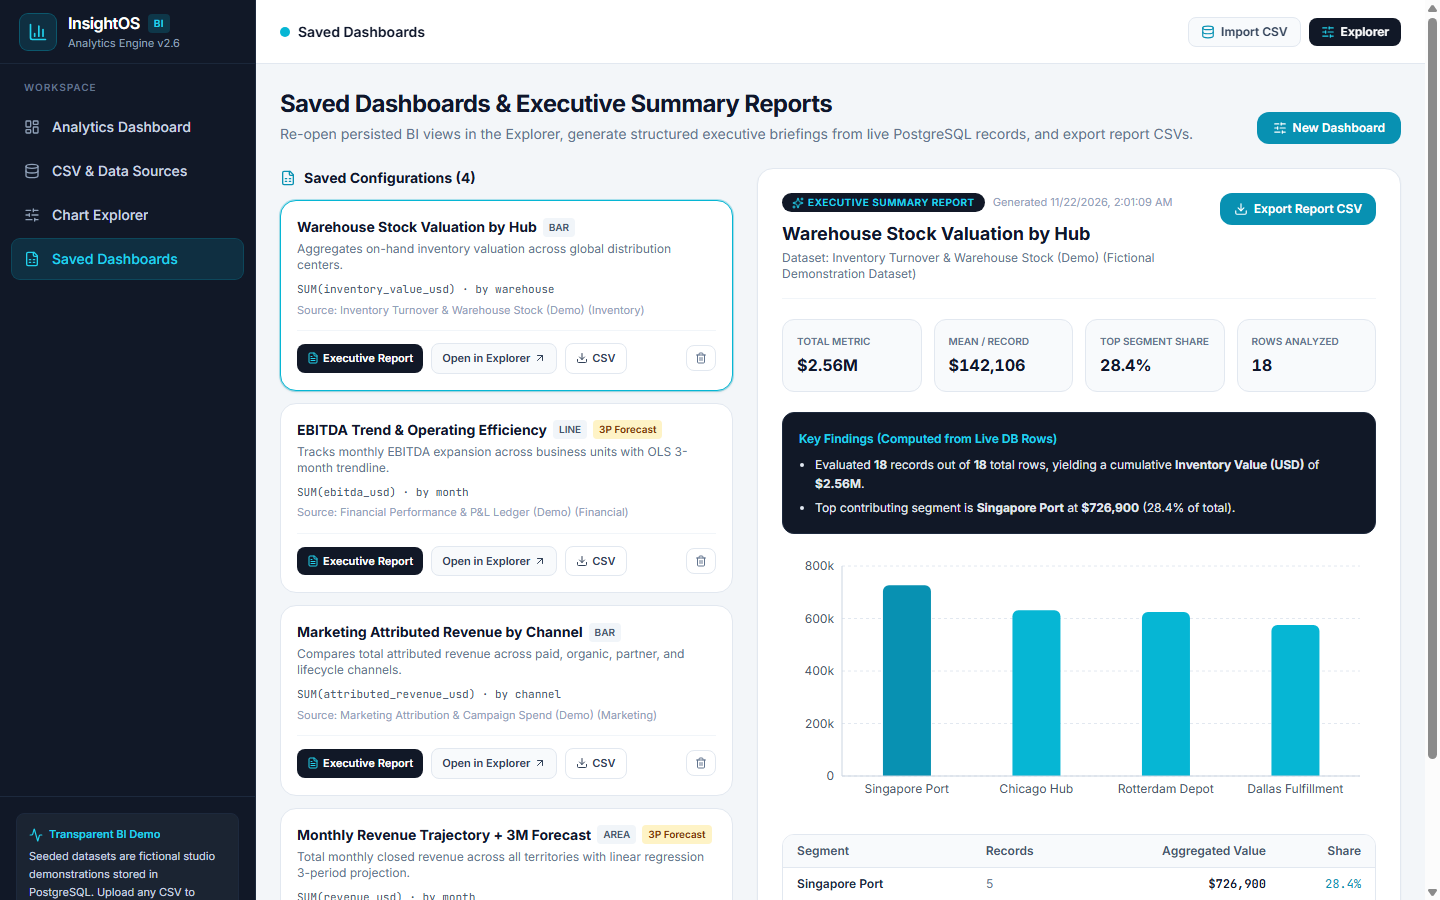 InsightOS BI
Analytics Engine v2.6
WORKSPACE
Analytics Dashboard
CSV & Data Sources
Chart Explorer
Saved Dashboards
Transparent BI Demo
Seeded datasets are fictional studio
demonstrations stored in
PostgreSQL. Upload any CSV to
Saved Dashboards
Import CSV
Explorer
Saved Dashboards & Executive Summary Reports
Re-open persisted BI views in the Explorer, generate structured executive briefings from live PostgreSQL records, and export report CSVs.
New Dashboard
Saved Configurations (4)
Warehouse Stock Valuation by Hub BAR
Aggregates on-hand inventory valuation across global distribution
centers.
SUM(inventory_value_usd) · by warehouse
Source: Inventory Turnover & Warehouse Stock (Demo) (Inventory)
Executive Report Open in Explorer CSV
EBITDA Trend & Operating Efficiency LINE 3P Forecast
Tracks monthly EBITDA expansion across business units with OLS 3-
month trendline.
SUM(ebitda_usd) · by month
Source: Financial Performance & P&L Ledger (Demo) (Financial)
Executive Report Open in Explorer CSV
Marketing Attributed Revenue by Channel BAR
Compares total attributed revenue across paid, organic, partner, and
lifecycle channels.
SUM(attributed_revenue_usd) · by channel
Source: Marketing Attribution & Campaign Spend (Demo) (Marketing)
Executive Report Open in Explorer CSV
Monthly Revenue Trajectory + 3M Forecast AREA 3P Forecast
Total monthly closed revenue across all territories with linear regression
3-period projection.
SUM(revenue_usd) · by month
EXECUTIVE SUMMARY REPORT Generated 11/22/2026, 2:01:09 AM
Export Report CSV
Warehouse Stock Valuation by Hub
Dataset: Inventory Turnover & Warehouse Stock (Demo) (Fictional
Demonstration Dataset)
TOTAL METRIC
$2.56M
MEAN / RECORD
$142,106
TOP SEGMENT SHARE
28.4%
ROWS ANALYZED
18
Key Findings (Computed from Live DB Rows)
• Evaluated 18 records out of 18 total rows, yielding a cumulative Inventory Value (USD) of
$2.56M.
• Top contributing segment is Singapore Port at $726,900 (28.4% of total).
800k
600k
400k
200k
0
Singapore Port Chicago Hub Rotterdam Depot Dallas Fulfillment
Segment Records Aggregated Value Share
Singapore Port 5 $726,900 28.4%